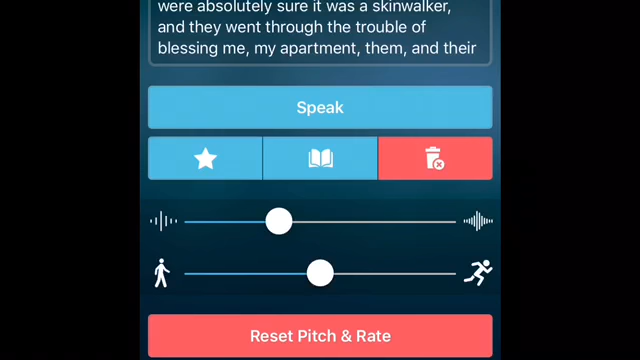 were absolutely sure it was a skinwalker,
and they went through the trouble of
blessing me, my apartment, them, and their
Speak
Reset Pitch & Rate